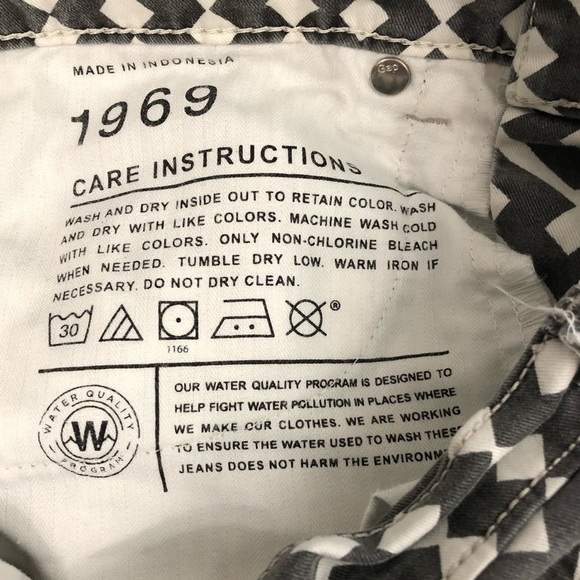 MADE IN INDONESIA
Gap
1969
CARE INSTRUCTIONS
WASH AND DRY INSIDE OUT TO RETAIN COLOR. WASH
AND DRY WITH LIKE COLORS. MACHINE WASH COLD
WITH LIKE COLORS. ONLY NON-CHLORINE BLEACH
WHEN NEEDED. TUMBLE DRY LOW. WARM IRON IF
NECESSARY. DO NOT DRY CLEAN.
30
®
1166
WATER QUALITY
W
PROGRAM
OUR WATER QUALITY PROGRAM IS DESIGNED TO
HELP FIGHT WATER POLLUTION IN PLACES WHERE
WE MAKE OUR CLOTHES. WE ARE WORKING
TO ENSURE THE WATER USED TO WASH THESE
JEANS DOES NOT HARM THE ENVIRONME